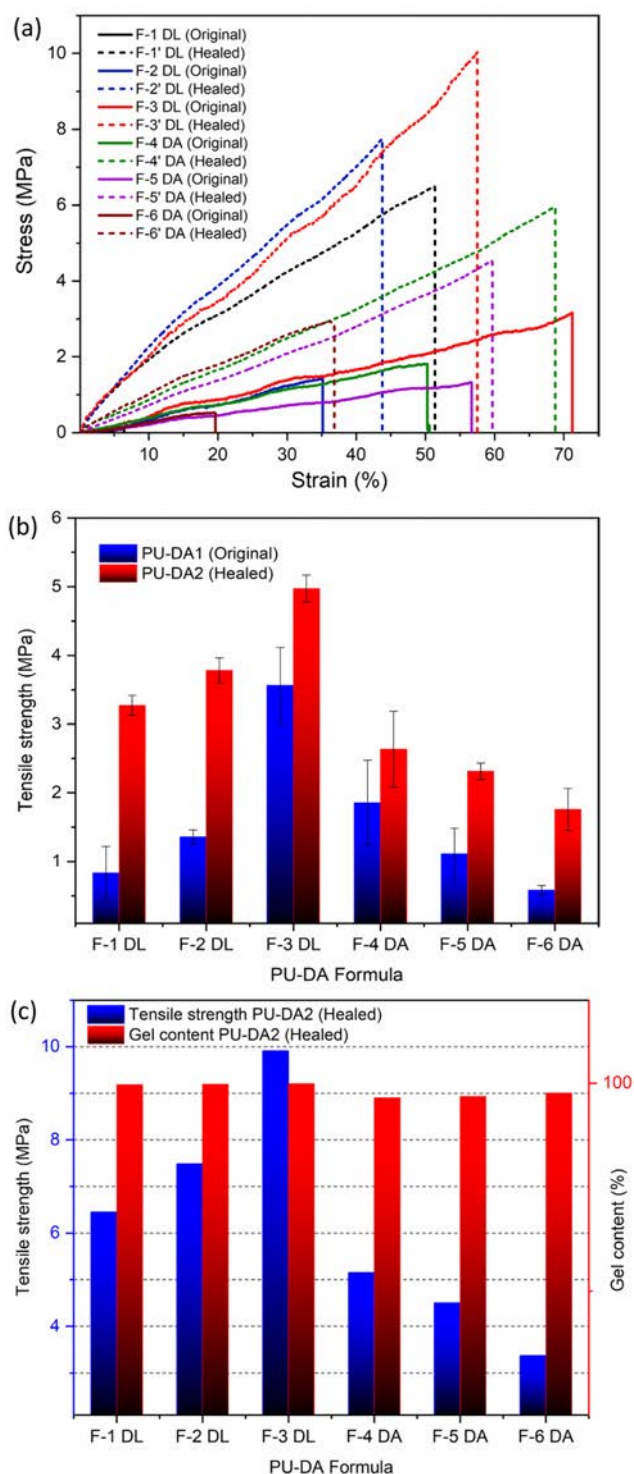 (a)
F-1 DL (Original)
F-1' DL (Healed)
F-2 DL (Original)
F-2' DL (Healed)
F-3 DL (Original)
F-3' DL (Healed)
F-4 DA (Original)
F-4' DA (Healed)
F-5 DA (Original)
F-5' DA (Healed)
F-6 DA (Original)
F-6' DA (Healed)
Stress (MPa)
10
8
6
4
2
0
10 20 30 40 50 60 70
Strain (%)
(b)
PU-DA1 (Original)
PU-DA2 (Healed)
Tensile strength (MPa)
6
5
4
3
2
1
F-1 DL F-2 DL F-3 DL F-4 DA F-5 DA F-6 DA
PU-DA Formula
(c)
Tensile strength PU-DA2 (Healed)
Gel content PU-DA2 (Healed)
Tensile strength (MPa)
10
8
6
4
100
Gel content (%)
F-1 DL F-2 DL F-3 DL F-4 DA F-5 DA F-6 DA
PU-DA Formula